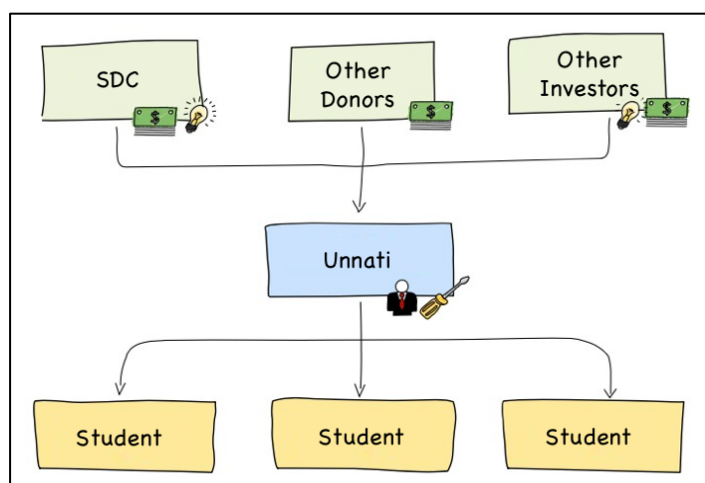 SDC
Other
Donors
Other
Investors
$
$
$
Unnati
Student
Student
Student